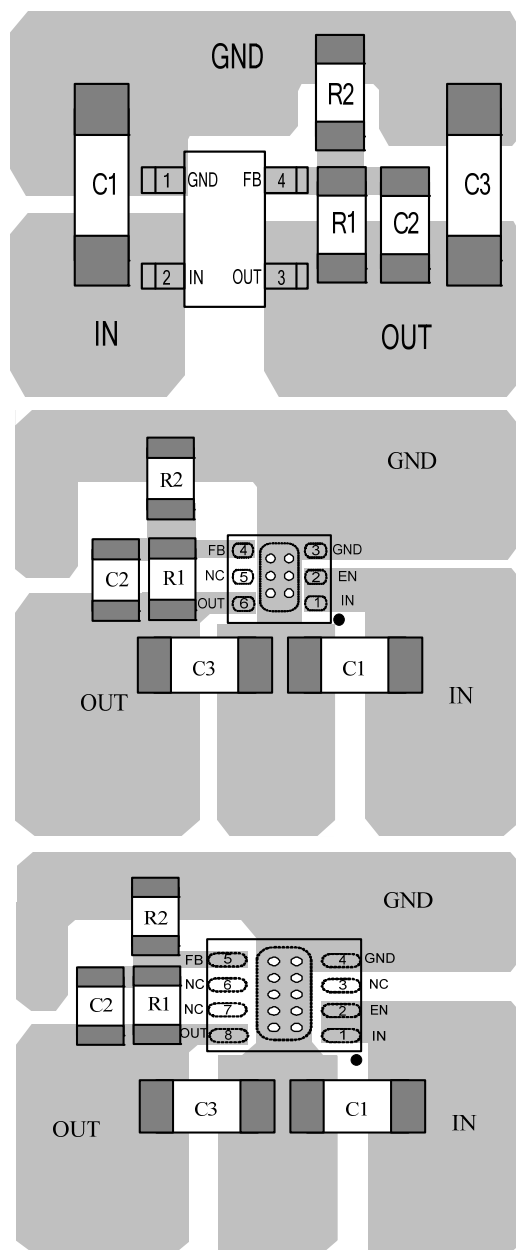 GND
R2
C1
1 GND FB 4
C3
R1 C2
2 IN OUT 3
IN
OUT
GND
R2
FB 4 3 GND
C2 R1 NC 5 2 EN
OUT 6 1 IN
C3 C1
OUT
IN
GND
R2
FB 5 4 GND
NC 6 3 NC
C2 R1
NC 7 2 EN
OUT 8 1 IN
C3 C1
OUT
IN